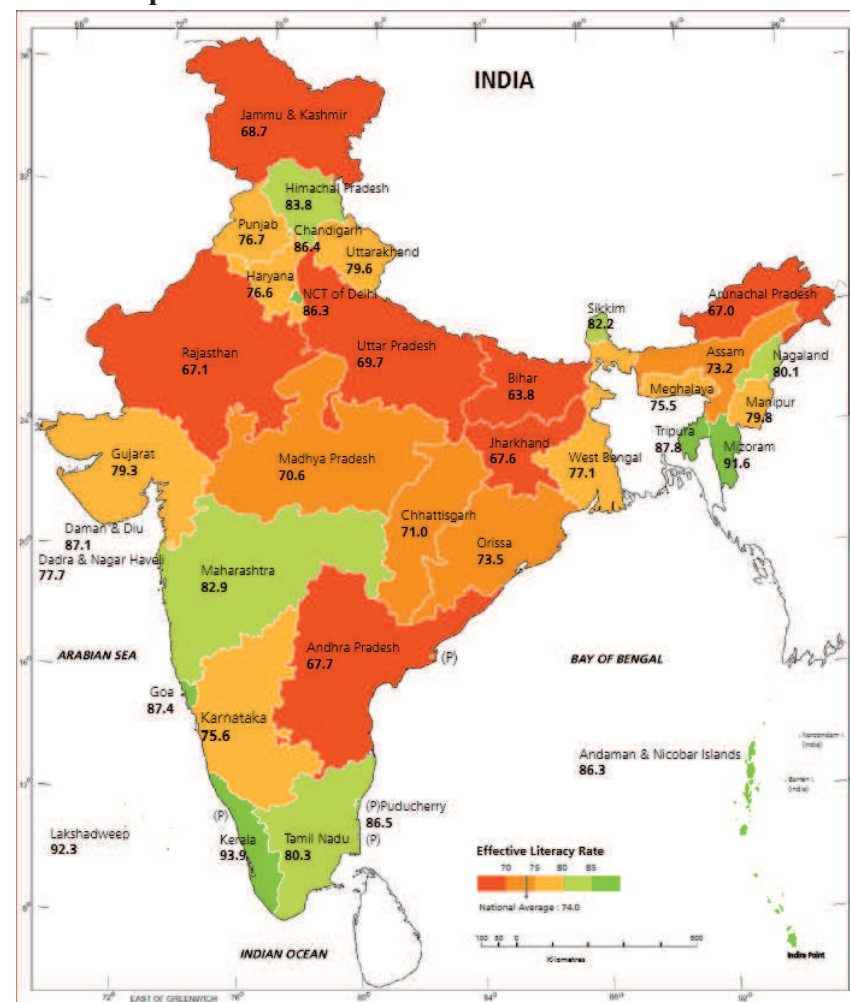 INDIA
Jammu & Kashmir
68.7
Himachal Pradesh
83.8
Punjab
76.7
Chandigarh
86.4
Uttarakhand
79.6
Haryana
76.6
NCT of Delhi
86.3
Rajasthan
67.1
Uttar Pradesh
69.7
Bihar
63.8
Sikkim
82.2
Arunachal Pradesh
67.0
Assam
73.2
Nagaland
80.1
Meghalaya
75.5
Manipur
79.8
Tripura
87.8
Mizoram
91.6
Jharkhand
67.6
West Bengal
77.1
Gujarat
79.3
Madhya Pradesh
70.6
Chhattisgarh
71.0
Orissa
73.5
Daman & Diu
87.1
Dadra & Nagar Haveli
77.7
Maharashtra
82.9
Andhra Pradesh
67.7
(P)
ARABIAN SEA
BAY OF BENGAL
Goa
87.4
Karnataka
75.6
Andaman & Nicobar Islands
86.3
(India)
Barren I.
(India)
Lakshadweep
92.3
(P)
Kerela
93.9
Tamil Nadu
80.3
(P)Puducherry
86.5
(P)
Effective Literacy Rate
70 75 80 85
National Average : 74.0
Kilometres
INDIAN OCEAN
Indira Point
EAST OF GREENWICH